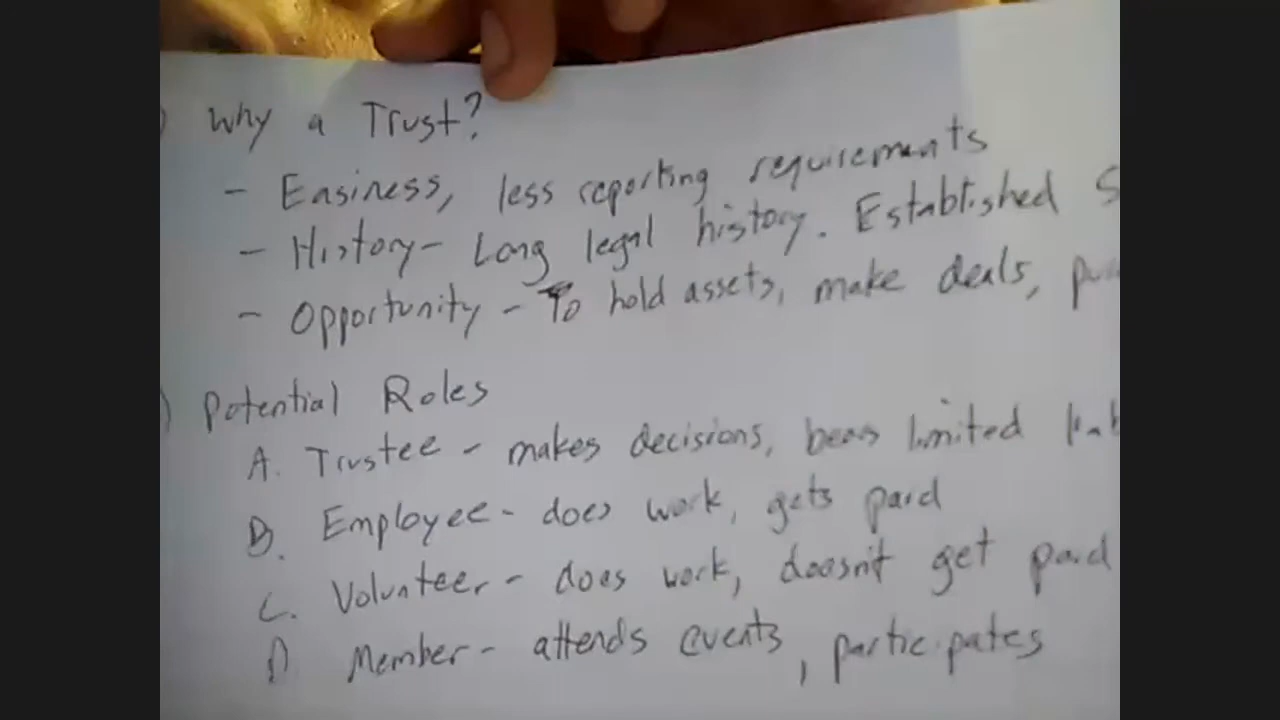 ) Why a Trust?
- Easiness, less reporting requirements
- History - Long legal history. Established S
- Opportunity - To hold assets, make deals,
) Potential Roles
A. Trustee - makes decisions, bears limited liab
B. Employee - does work, gets paid
C. Volunteer - does work, doesn't get paid
D. Member - attends events, participates